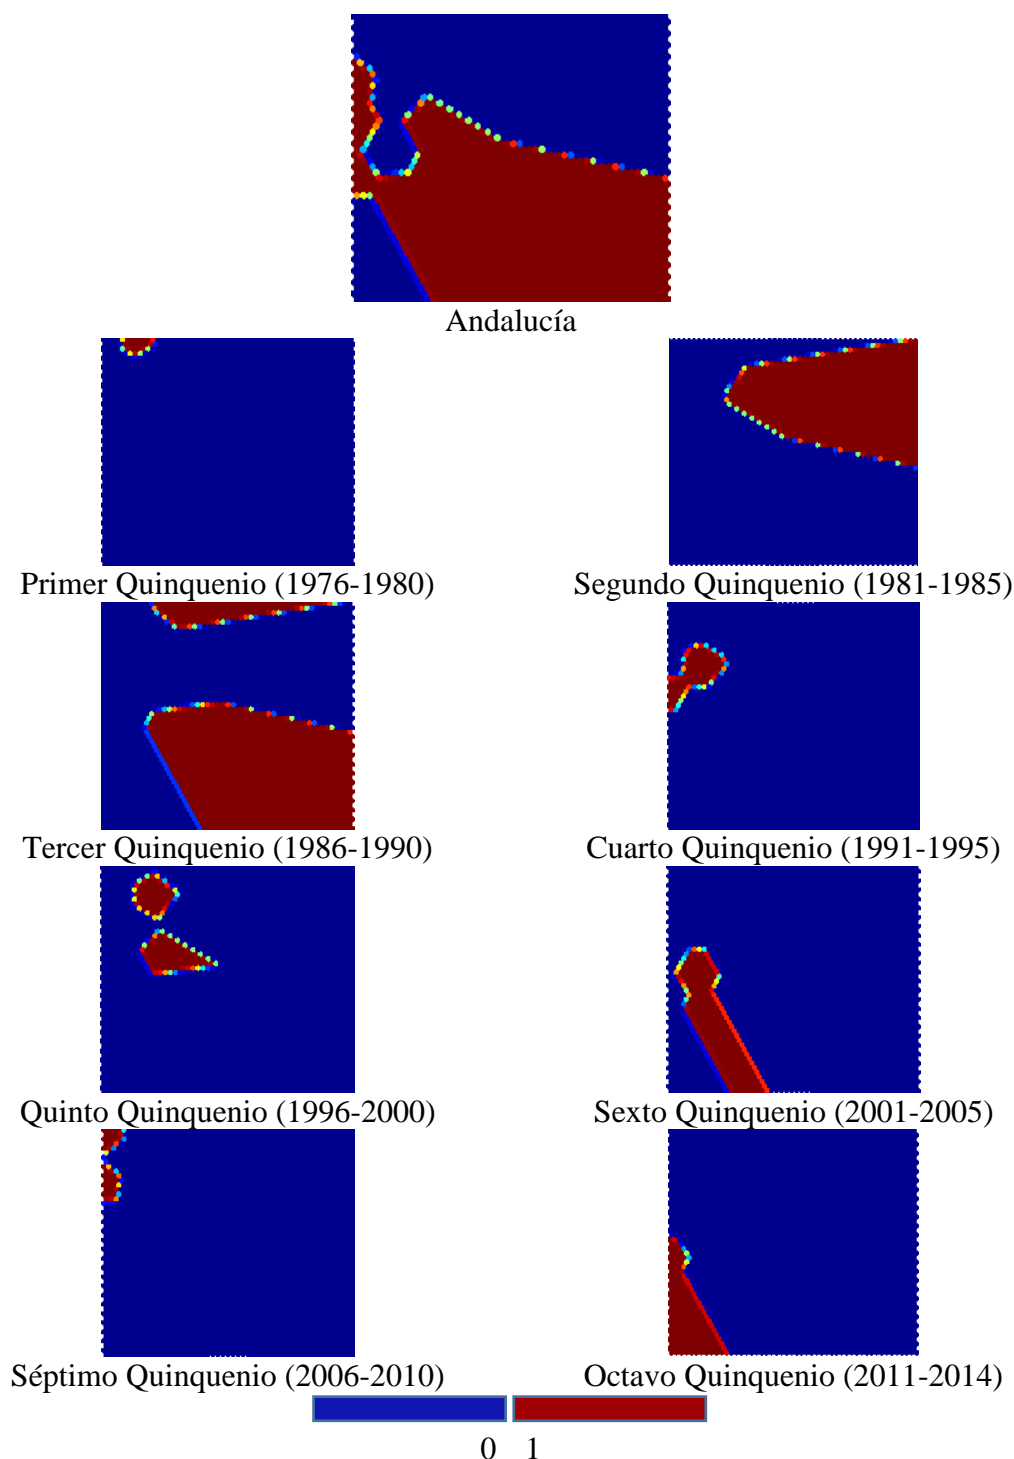 Andalucía
Primer Quinquenio (1976-1980)
Segundo Quinquenio (1981-1985)
Tercer Quinquenio (1986-1990)
Cuarto Quinquenio (1991-1995)
Quinto Quinquenio (1996-2000)
Sexto Quinquenio (2001-2005)
Séptimo Quinquenio (2006-2010)
Octavo Quinquenio (2011-2014)
0 1